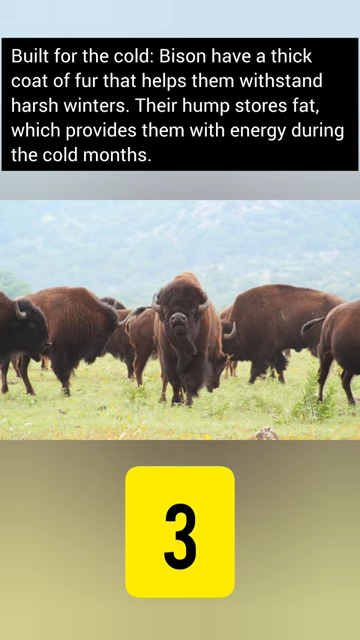 Built for the cold: Bison have a thick
coat of fur that helps them withstand
harsh winters. Their hump stores fat,
which provides them with energy during
the cold months.
3